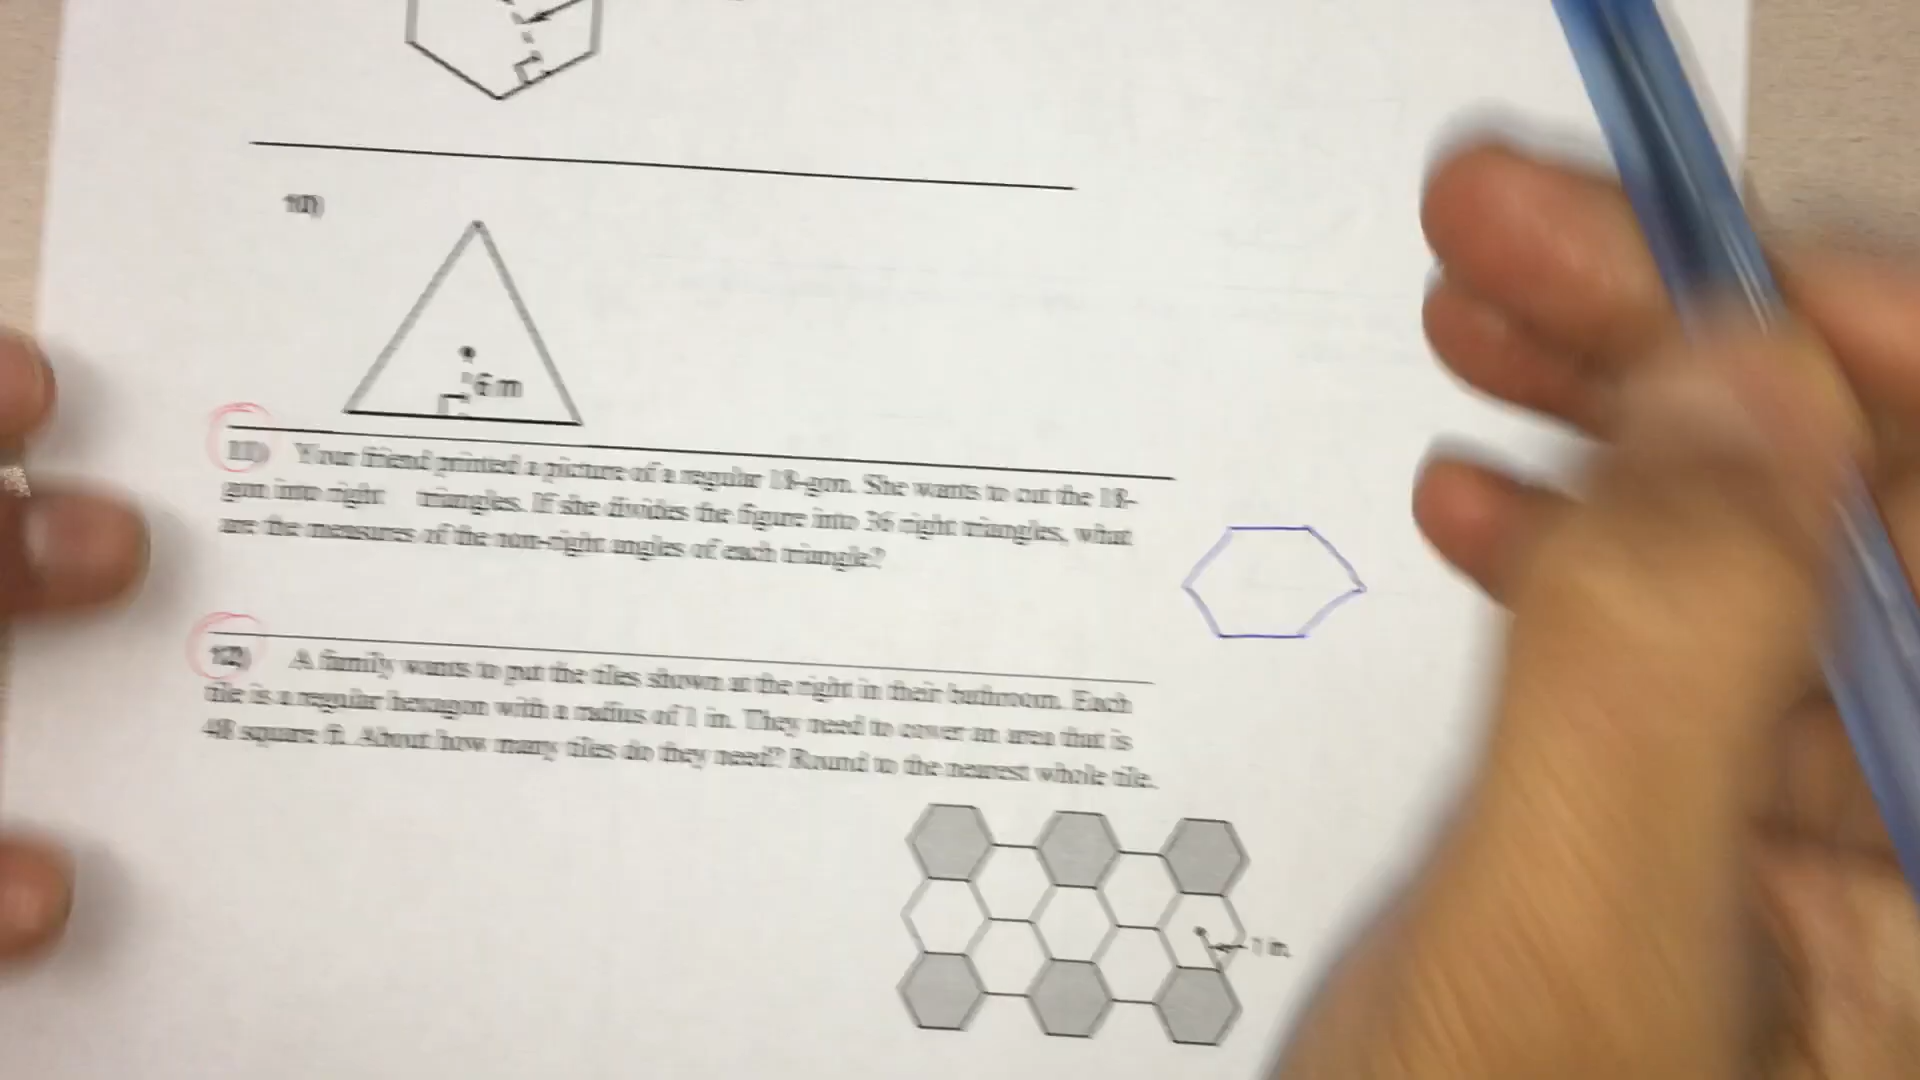 10)
6 m
11) Your friend printed a picture of a regular 18-gon. She wants to cut the 18-
gon into right triangles. If she divides the figure into 36 right triangles, what
are the measures of the non-right angles of each triangle?
12) A family wants to put the tiles shown at the right in their bathroom. Each
tile is a regular hexagon with a radius of 1 in. They need to cover an area that is
48 square ft. About how many tiles do they need? Round to the nearest whole tile.
1 in.